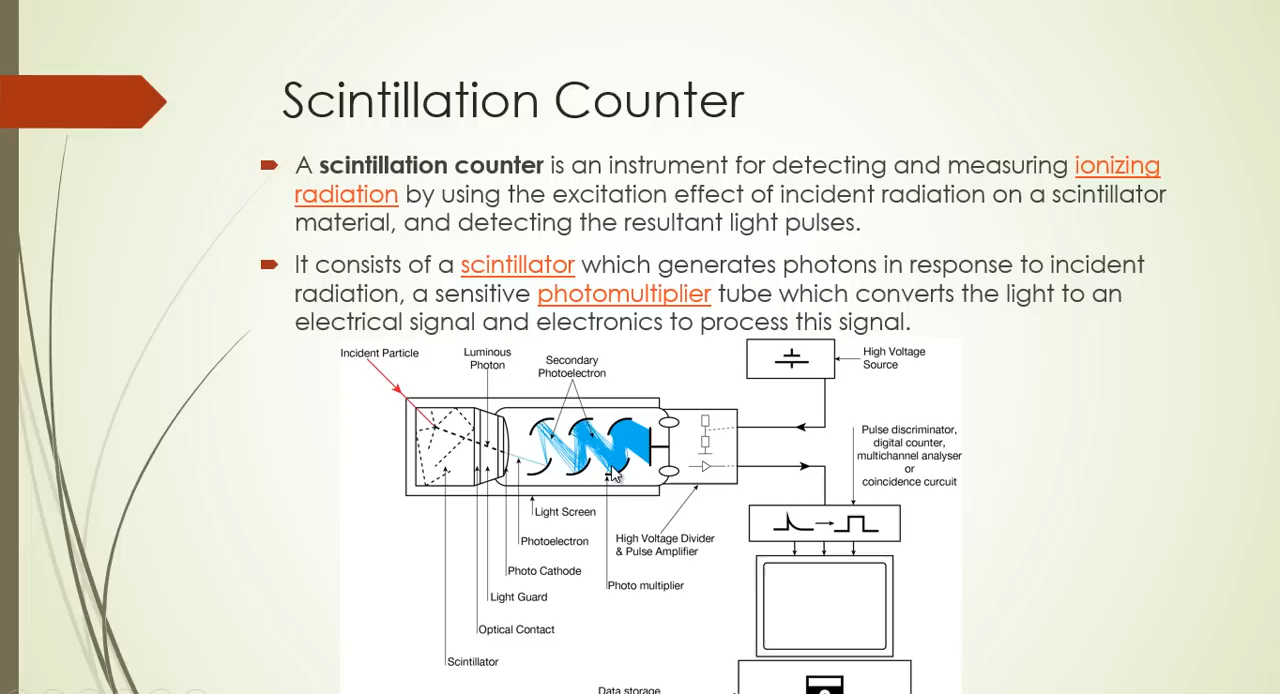 Scintillation Counter
A scintillation counter is an instrument for detecting and measuring ionizing
radiation by using the excitation effect of incident radiation on a scintillator
material, and detecting the resultant light pulses.
It consists of a scintillator which generates photons in response to incident
radiation, a sensitive photomultiplier tube which converts the light to an
electrical signal and electronics to process this signal.
Incident Particle
Luminous
Photon
Secondary
Photoelectron
High Voltage
Source
Pulse discriminator,
digital counter,
multichannel analyser
or
coincidence curcuit
Light Screen
Photoelectron
High Voltage Divider
& Pulse Amplifier
Photo Cathode
Photo multiplier
Light Guard
Optical Contact
Scintillator
Data storage